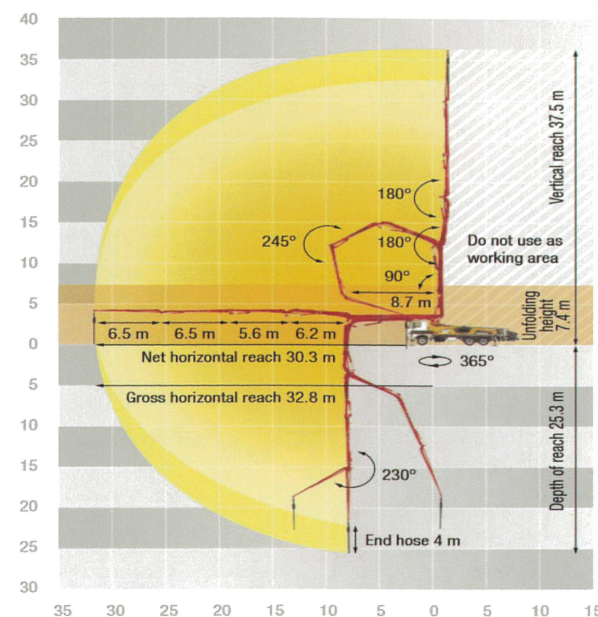 40
35
30
25
20
15
10
5
0
5
10
15
20
25
30
180°
245°
180°
90°
8.7 m
Do not use as
working area
Vertical reach 37.5 m
Unfolding
height
7.4 m
6.5 m 6.5 m 5.6 m 6.2 m
Net horizontal reach 30.3 m
365°
Gross horizontal reach 32.8 m
Depth of reach 25.3 m
230°
End hose 4 m
35 30 25 20 15 10 5 0 5 10 15